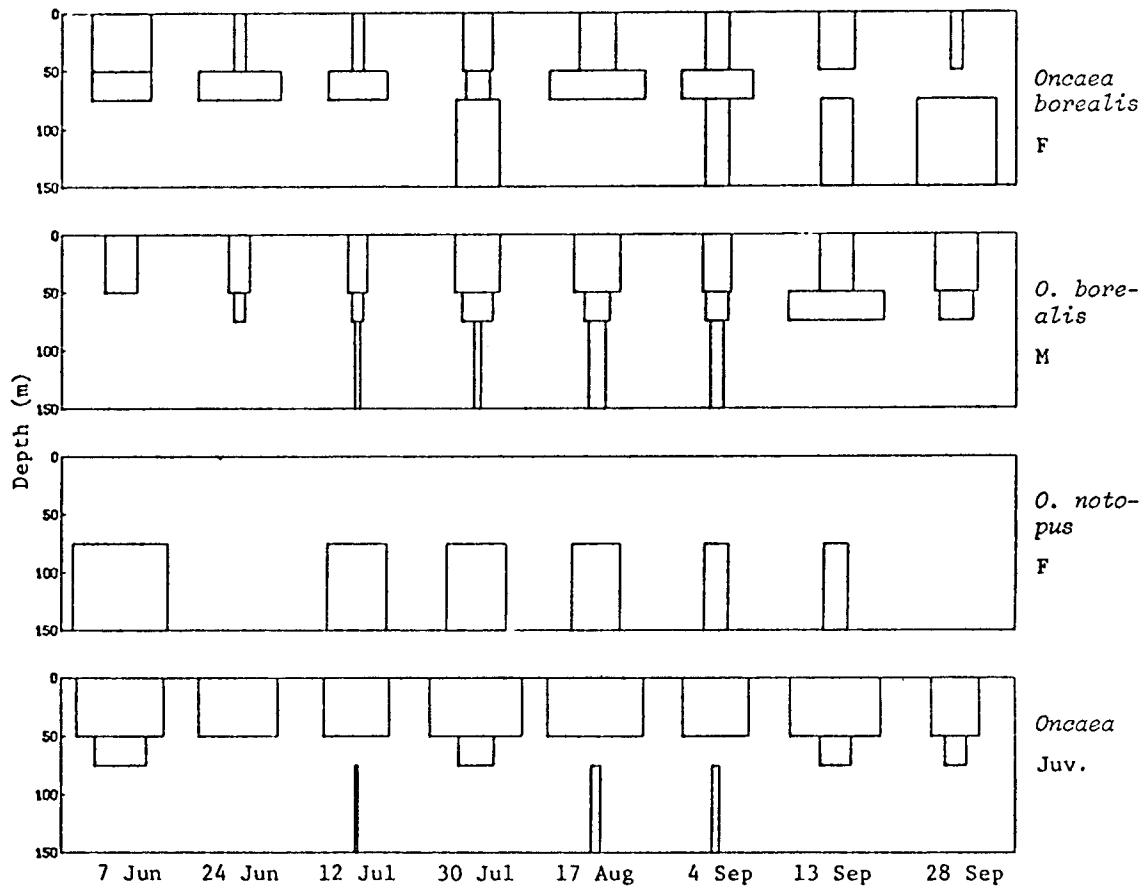 0
50
100
150
Oncaea
borealis
F
0
50
100
150
O. bore-
alis
M
Depth (m)
0
50
100
150
O. noto-
pus
F
0
50
100
150
Oncaea
Juv.
7 Jun 24 Jun 12 Jul 30 Jul 17 Aug 4 Sep 13 Sep 28 Sep